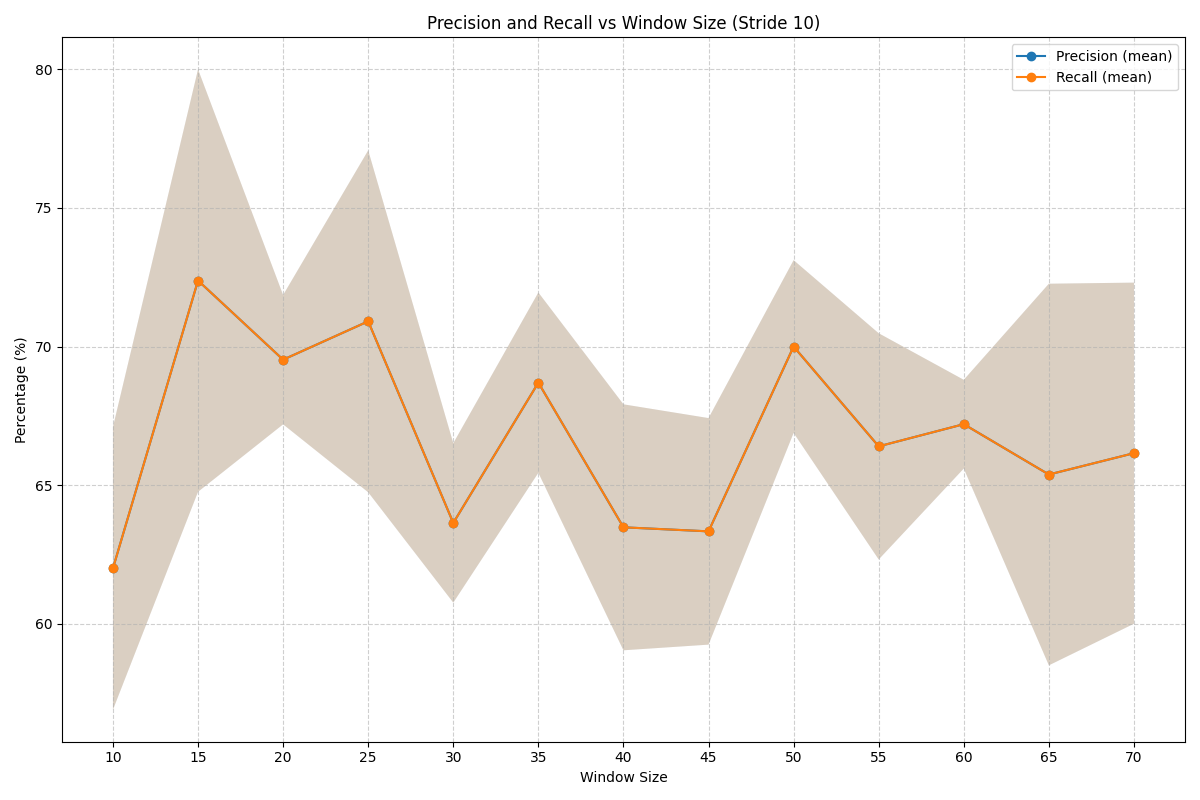 Precision and Recall vs Window Size (Stride 10)
Precision (mean)
Recall (mean)
Percentage (%)
80
75
70
65
60
10 15 20 25 30 35 40 45 50 55 60 65 70
Window Size